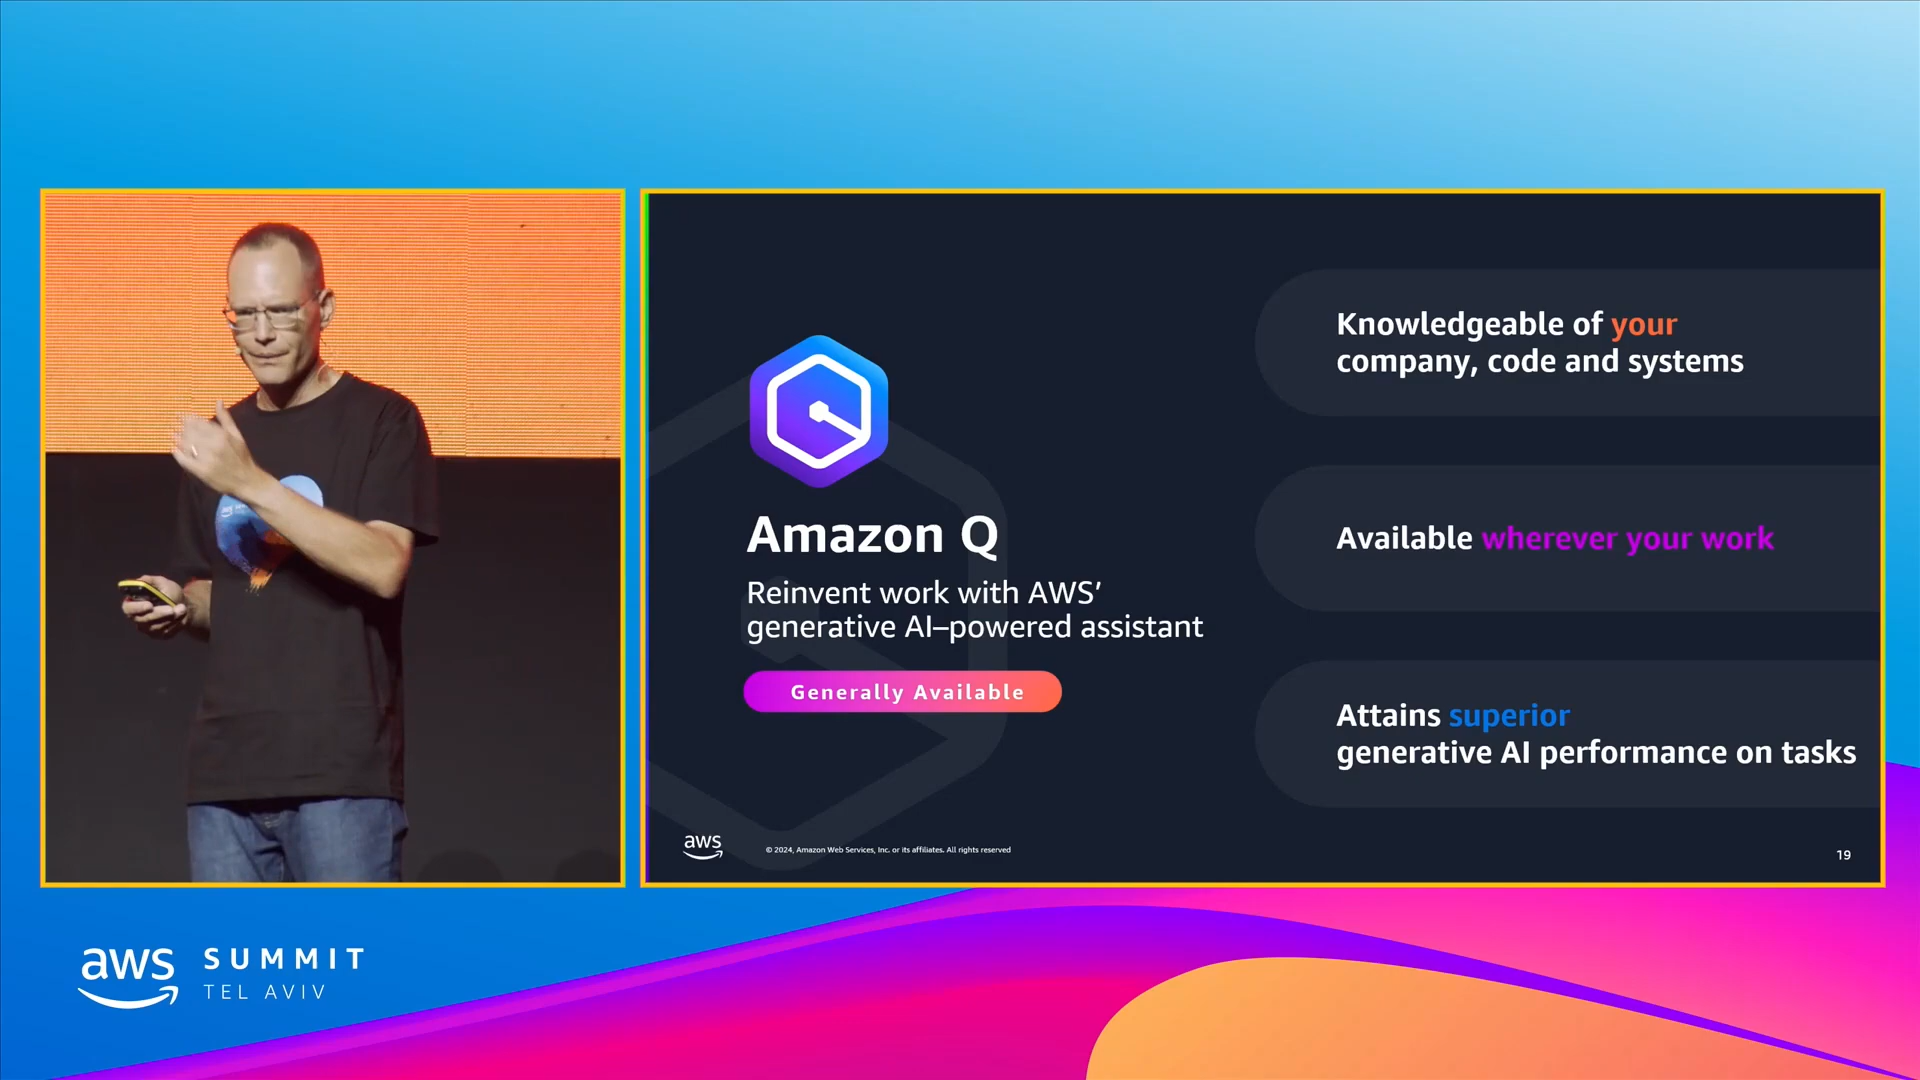 Amazon Q
Reinvent work with AWS’
generative AI–powered assistant
Generally Available
Knowledgeable of your
company, code and systems
Available wherever your work
Attains superior
generative AI performance on tasks
aws
© 2024, Amazon Web Services, Inc. or its affiliates. All rights reserved
19
aws
SUMMIT
TEL AVIV